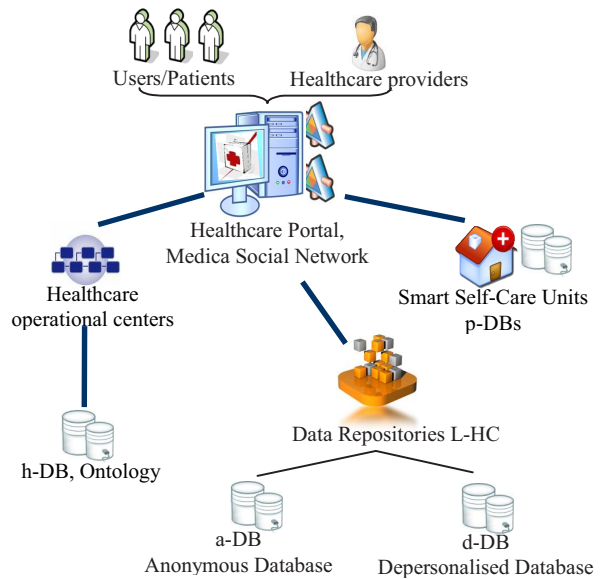 Users/Patients
Healthcare providers
Healthcare Portal,
Medica Social Network
Healthcare
operational centers
Smart Self-Care Units
p-DBs
Data Repositories L-HC
h-DB, Ontology
a-DB
Anonymous Database
d-DB
Depersonalised Database